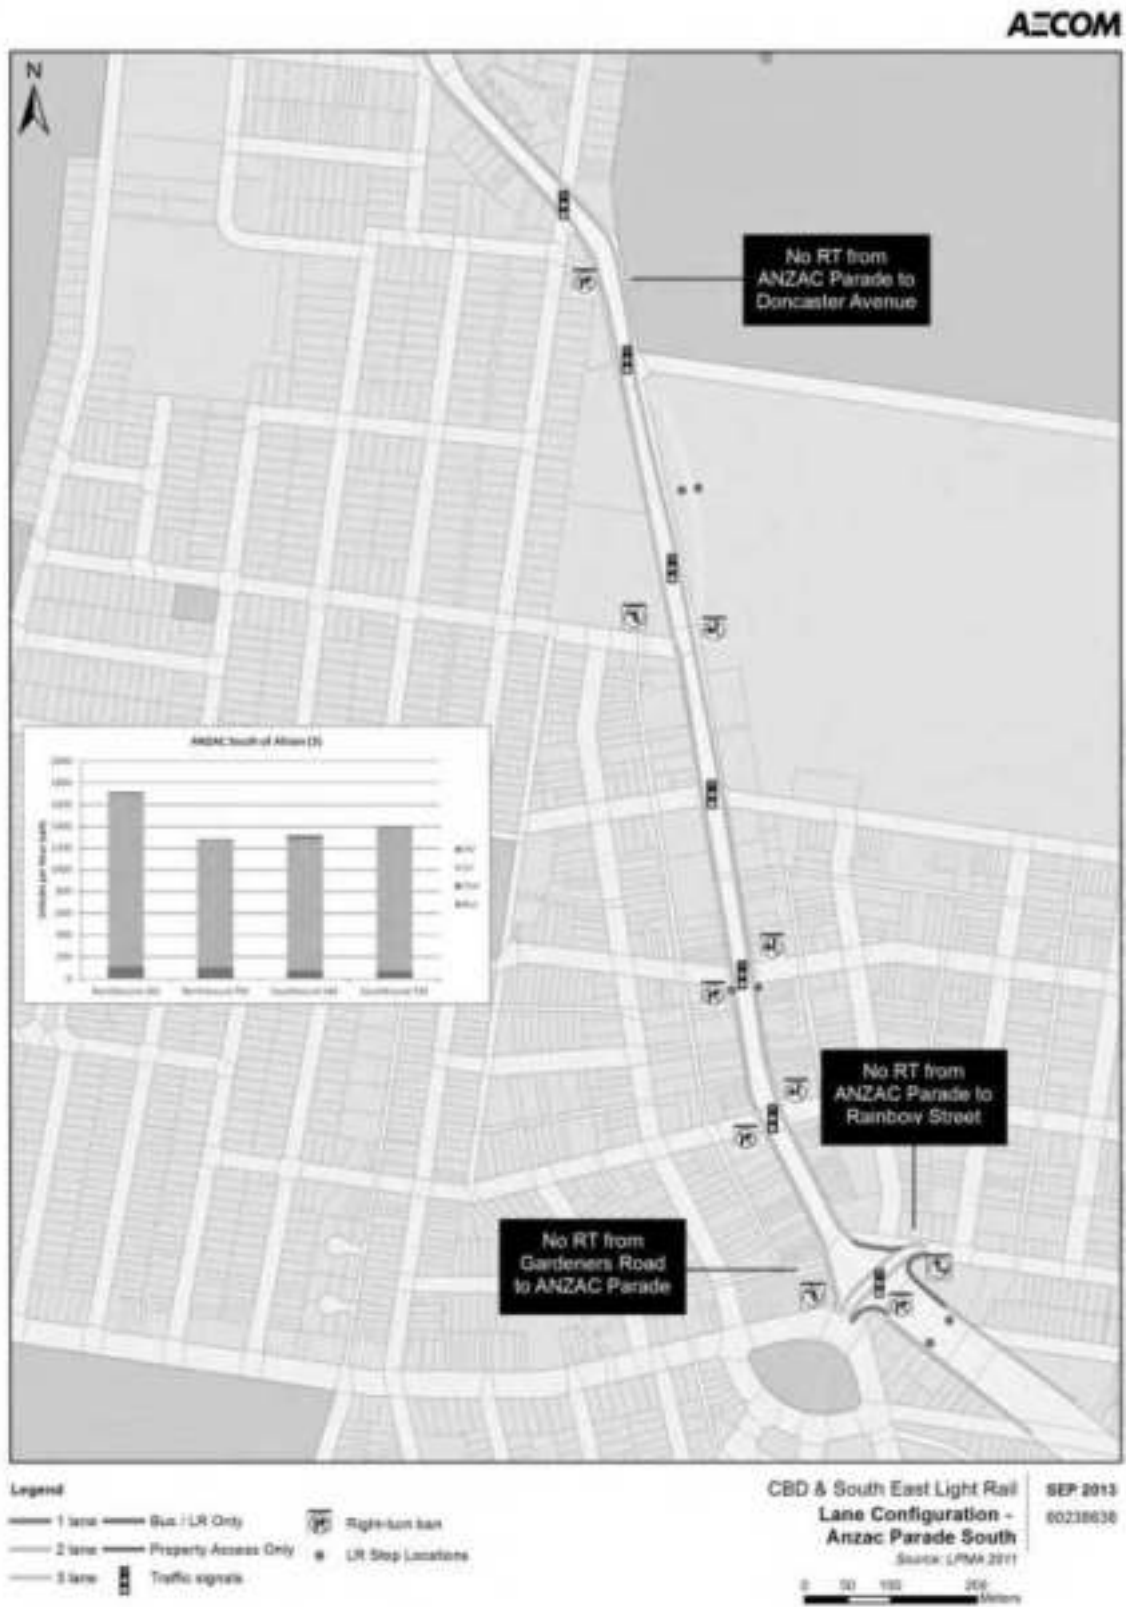 AECOM
N
No RT from
ANZAC Parade to
Doncaster Avenue
ANZAC South of
No RT from
ANZAC Parade to
Rainbow Street
No RT from
Gardeners Road
to ANZAC Parade
Legend
1 lane
Bus / LR Only
Right-turn ban
2 lane
Property Access Only
LR Stop Locations
3 lane
Traffic signals
CBD & South East Light Rail
SEP 2013
Lane Configuration -
Anzac Parade South
Source: LPMA 2011
0 50 100 200
Meters